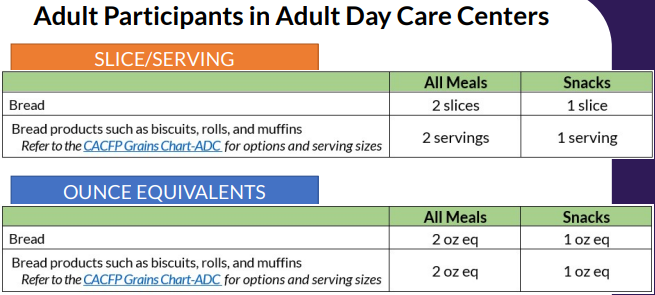 Adult Participants in Adult Day Care Centers
SLICE/SERVING
All Meals Snacks
Bread 2 slices 1 slice
Bread products such as biscuits, rolls, and muffins
Refer to the CACFP Grains Chart-ADC for options and serving sizes 2 servings 1 serving
OUNCE EQUIVALENTS
All Meals Snacks
Bread 2 oz eq 1 oz eq
Bread products such as biscuits, rolls, and muffins
Refer to the CACFP Grains Chart-ADC for options and serving sizes 2 oz eq 1 oz eq